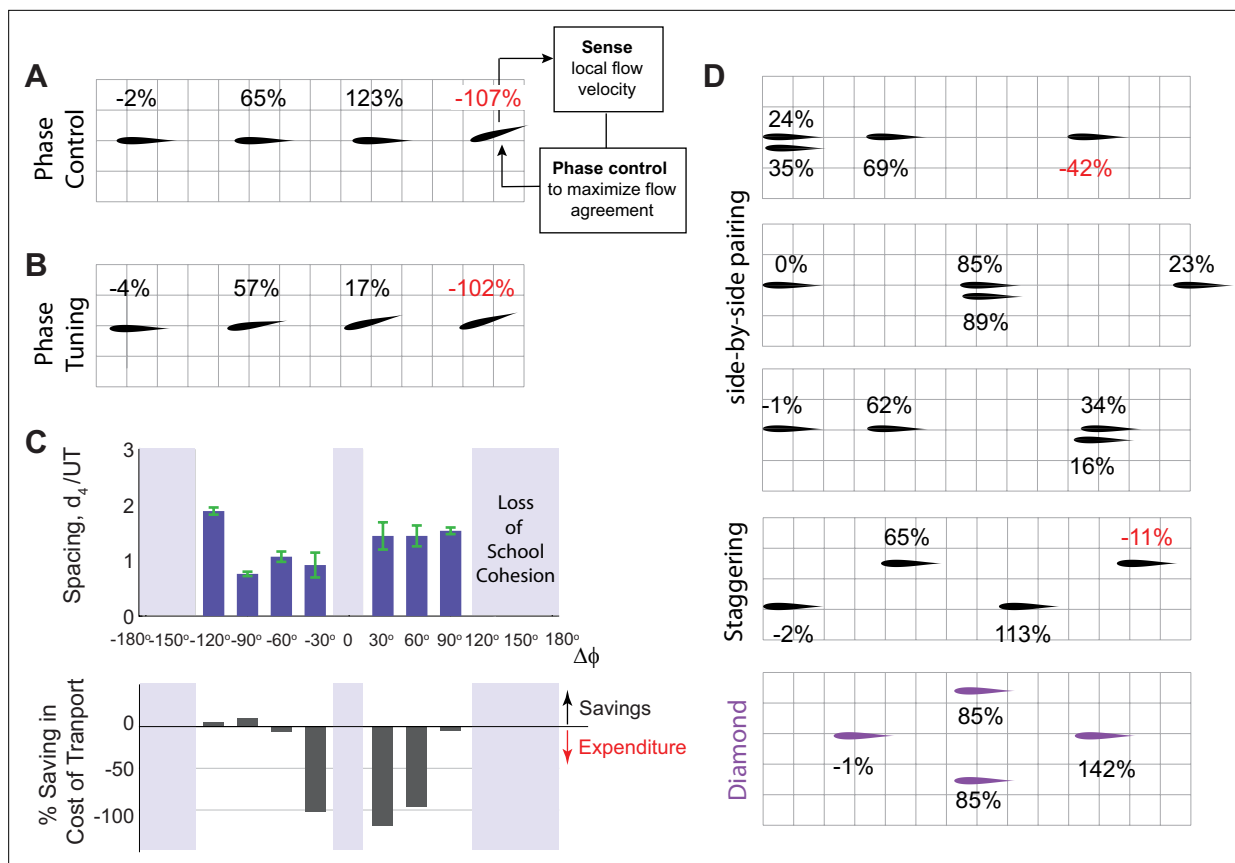 A
Phase
Control
-2%
65%
123%
-107%
Sense
local flow
velocity
Phase control
to maximize flow
agreement
B
Phase
Tuning
-4%
57%
17%
-102%
C
Spacing, d4/UT
3
2
1
0
Loss
of
School
Cohesion
-180° -150° -120° -90° -60° -30° 0 30° 60° 90° 120° 150° 180°
Δϕ
% Saving in
Cost of Tranport
0
-50
-100
Savings
Expenditure
D
side-by-side pairing
24%
35%
69%
-42%
0%
85%
89%
23%
-1%
62%
34%
16%
Staggering
65%
-11%
-2%
113%
Diamond
85%
-1%
142%
85%